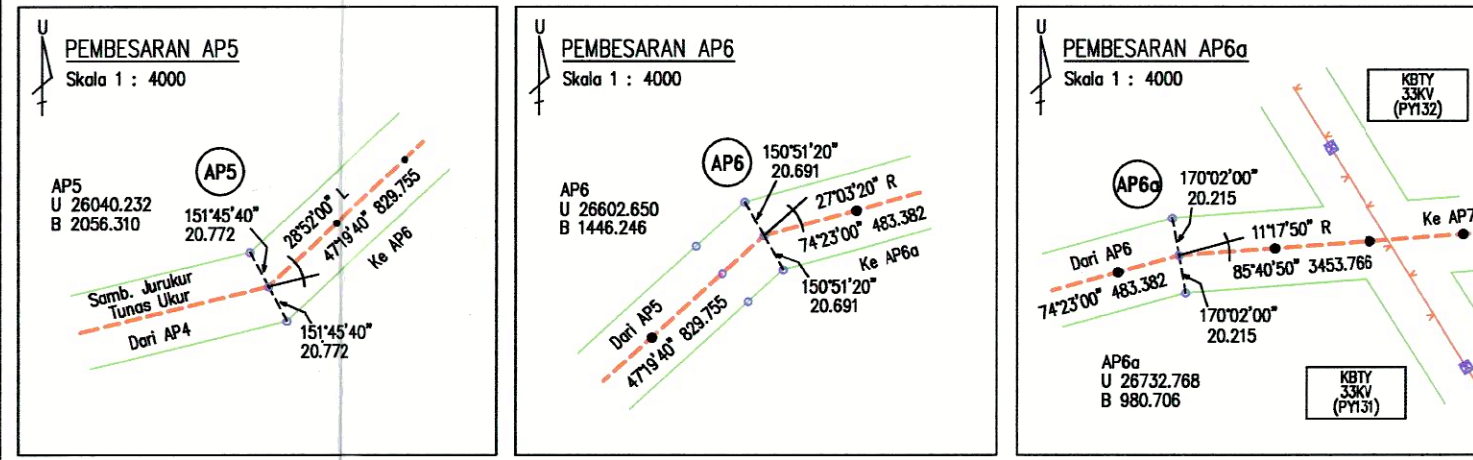 U
PEMBESARAN AP5
Skala 1 : 4000
AP5
AP5
U 26040.232
B 2056.310
151°45'40"
20.772
28°52'00" L
47°19'40" 829.755
Ke AP6
Samb. Jurukur
Tunas Ukur
Dari AP4
151°45'40"
20.772
U
PEMBESARAN AP6
Skala 1 : 4000
AP6
150°51'20"
20.691
AP6
U 26602.650
B 1446.246
27°03'20" R
74°23'00" 483.382
Ke AP6a
150°51'20"
20.691
Dari AP5
47°19'40" 829.755
U
PEMBESARAN AP6a
Skala 1 : 4000
KBTY
33KV
(PY132)
AP6a
170°02'00"
20.215
Ke AP7
11°17'50" R
Dari AP6
85°40'50" 3453.766
74°23'00" 483.382
170°02'00"
20.215
AP6a
U 26732.768
B 980.706
KBTY
33KV
(PY131)